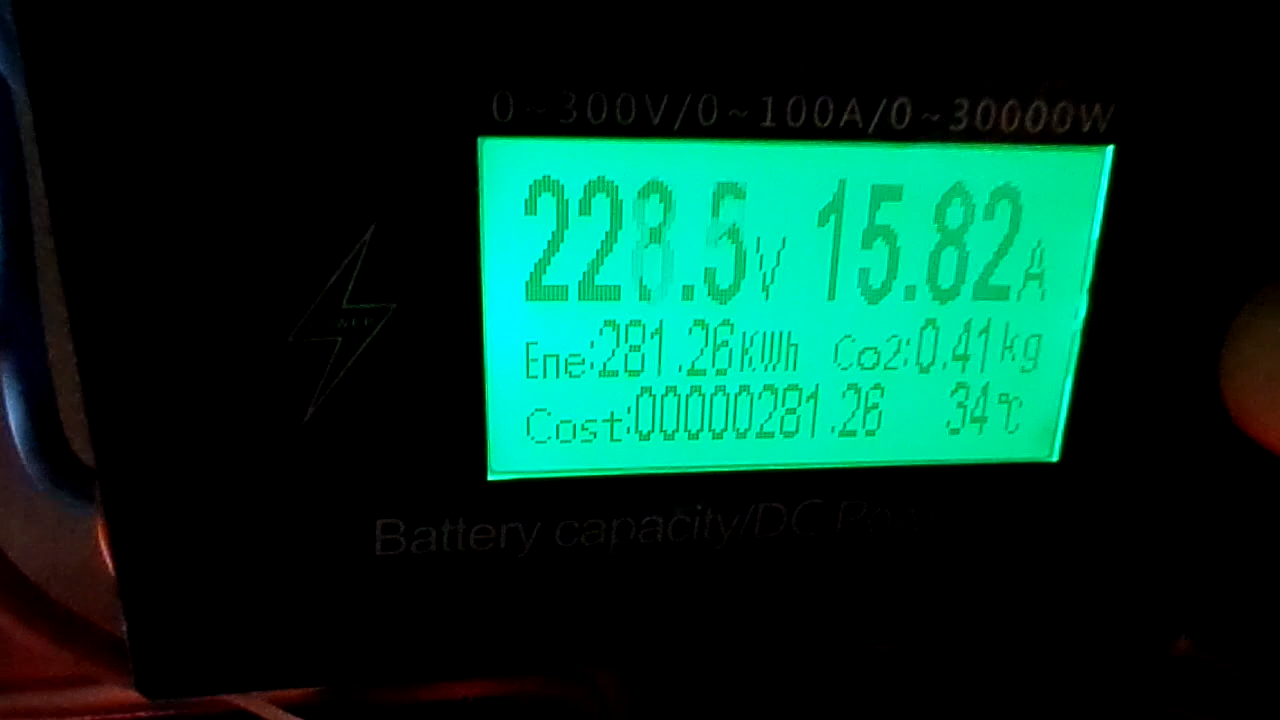 0~300V/0~100A/0~30000W
228.5V 15.82A
Ene:281.26KWh Co2:0.41kg
Cost:00000281.26 34℃
Battery capacity/DC